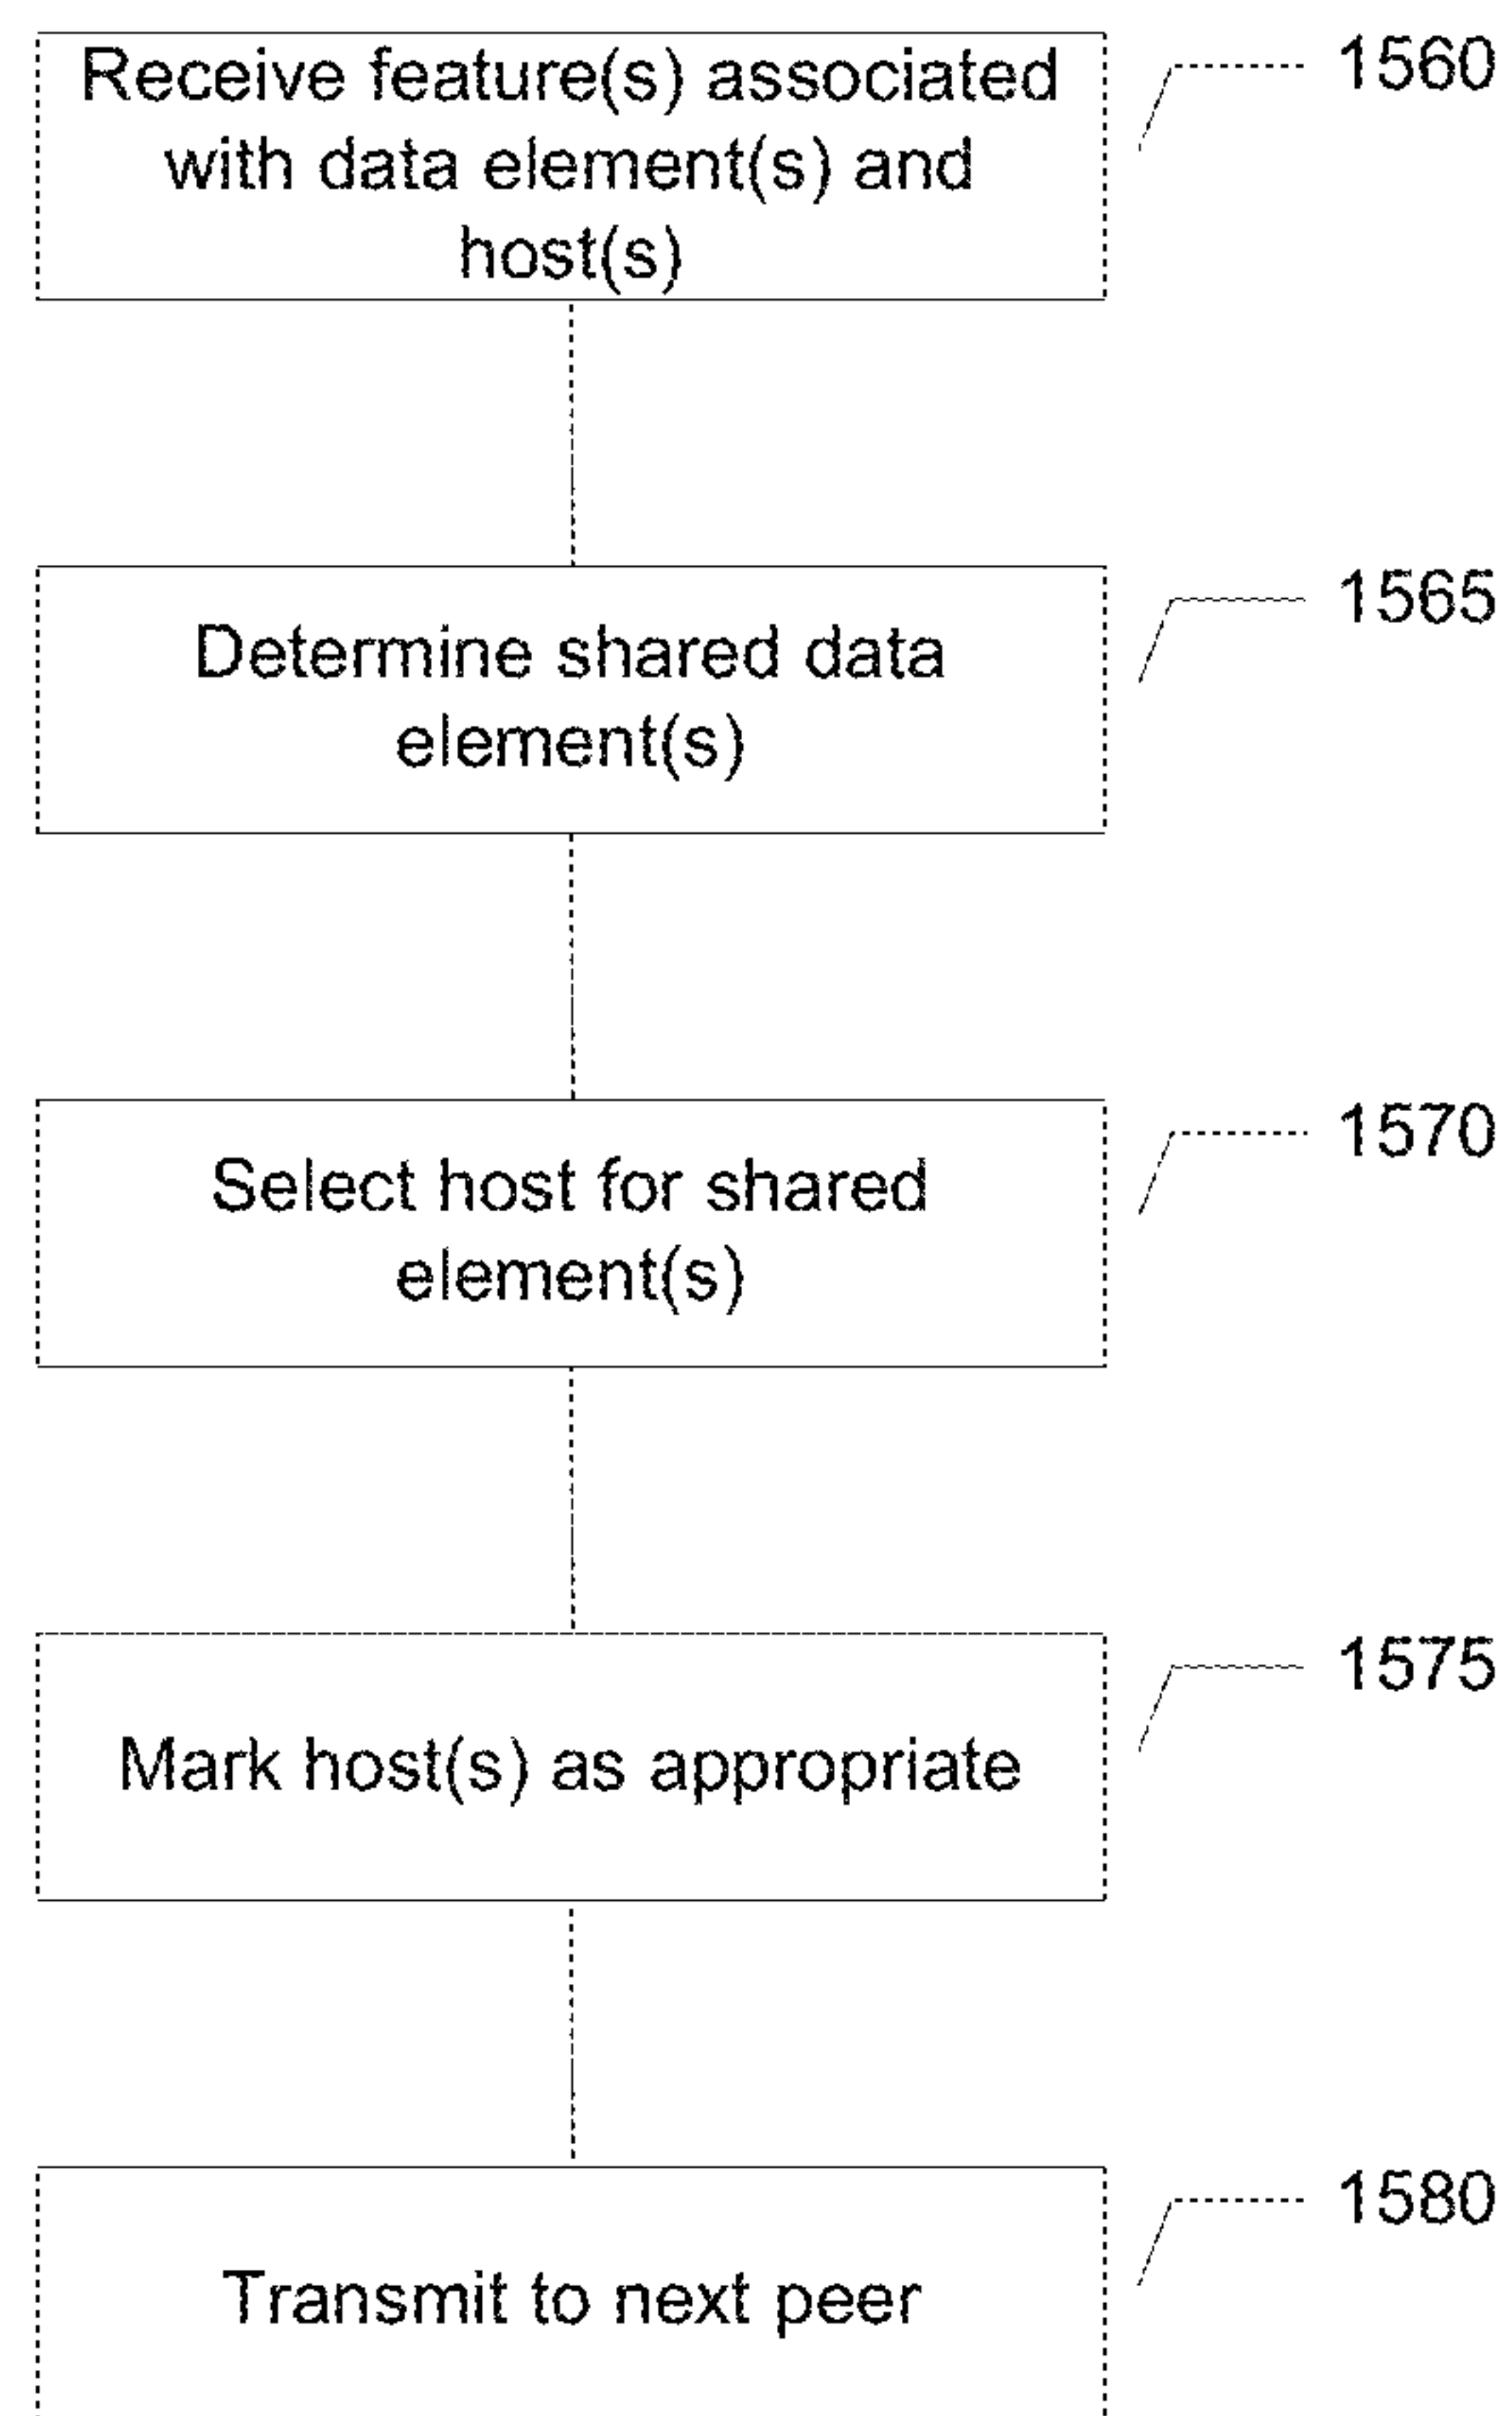 Receive feature(s) associated
with data element(s) and
host(s)
1560
Determine shared data
element(s)
1565
Select host for shared
element(s)
1570
Mark host(s) as appropriate
1575
Transmit to next peer
1580